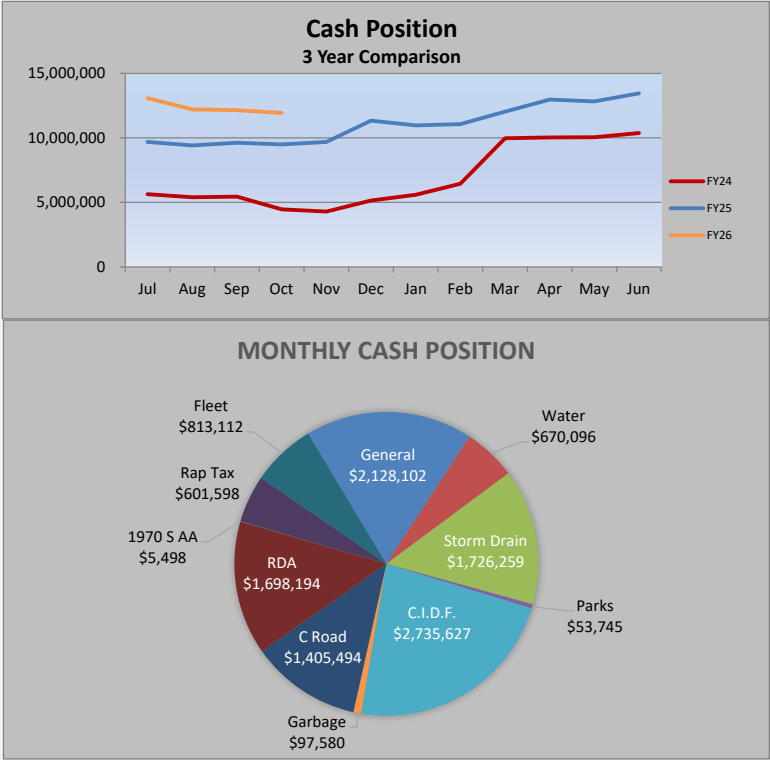 Cash Position
3 Year Comparison
15,000,000
10,000,000
5,000,000
0
Jul Aug Sep Oct Nov Dec Jan Feb Mar Apr May Jun
FY24
FY25
FY26
MONTHLY CASH POSITION
General
$2,128,102
Water
$670,096
Storm Drain
$1,726,259
Parks
$53,745
C.I.D.F.
$2,735,627
Garbage
$97,580
C Road
$1,405,494
RDA
$1,698,194
1970 S AA
$5,498
Rap Tax
$601,598
Fleet
$813,112